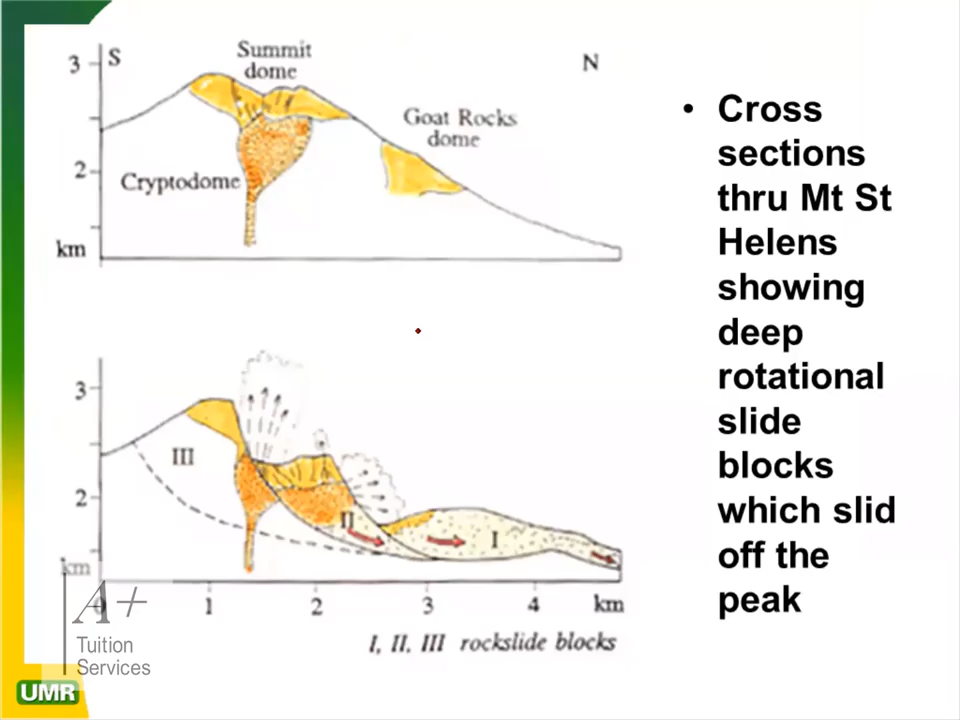 S
Summit
dome
N
3
Goat Rocks
dome
2
Cryptodome
km
3
III
2
II
I
km
0 1 2 3 4 km
I, II, III rockslide blocks
• Cross
sections
thru Mt St
Helens
showing
deep
rotational
slide
blocks
which slid
off the
peak
A+
Tuition
Services
UMR